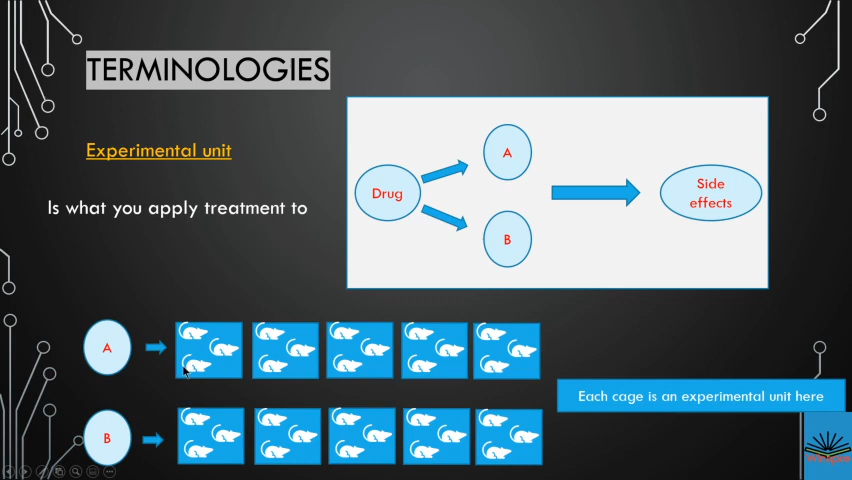 TERMINOLOGIES
Experimental unit
Is what you apply treatment to
Drug
A
B
Side
effects
A
B
Each cage is an experimental unit here